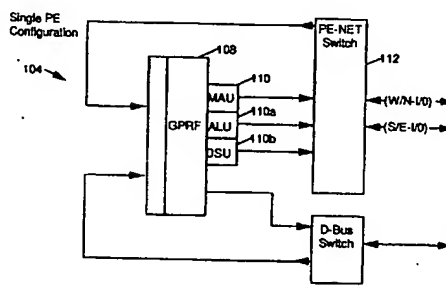 Single PE
Configuration
104
108
110
110a
110b
MAU
ALU
DSU
GPRF
PE-NET
Switch
112
(W/N-I/0)
(S/E-I/0)
D-Bus
Switch